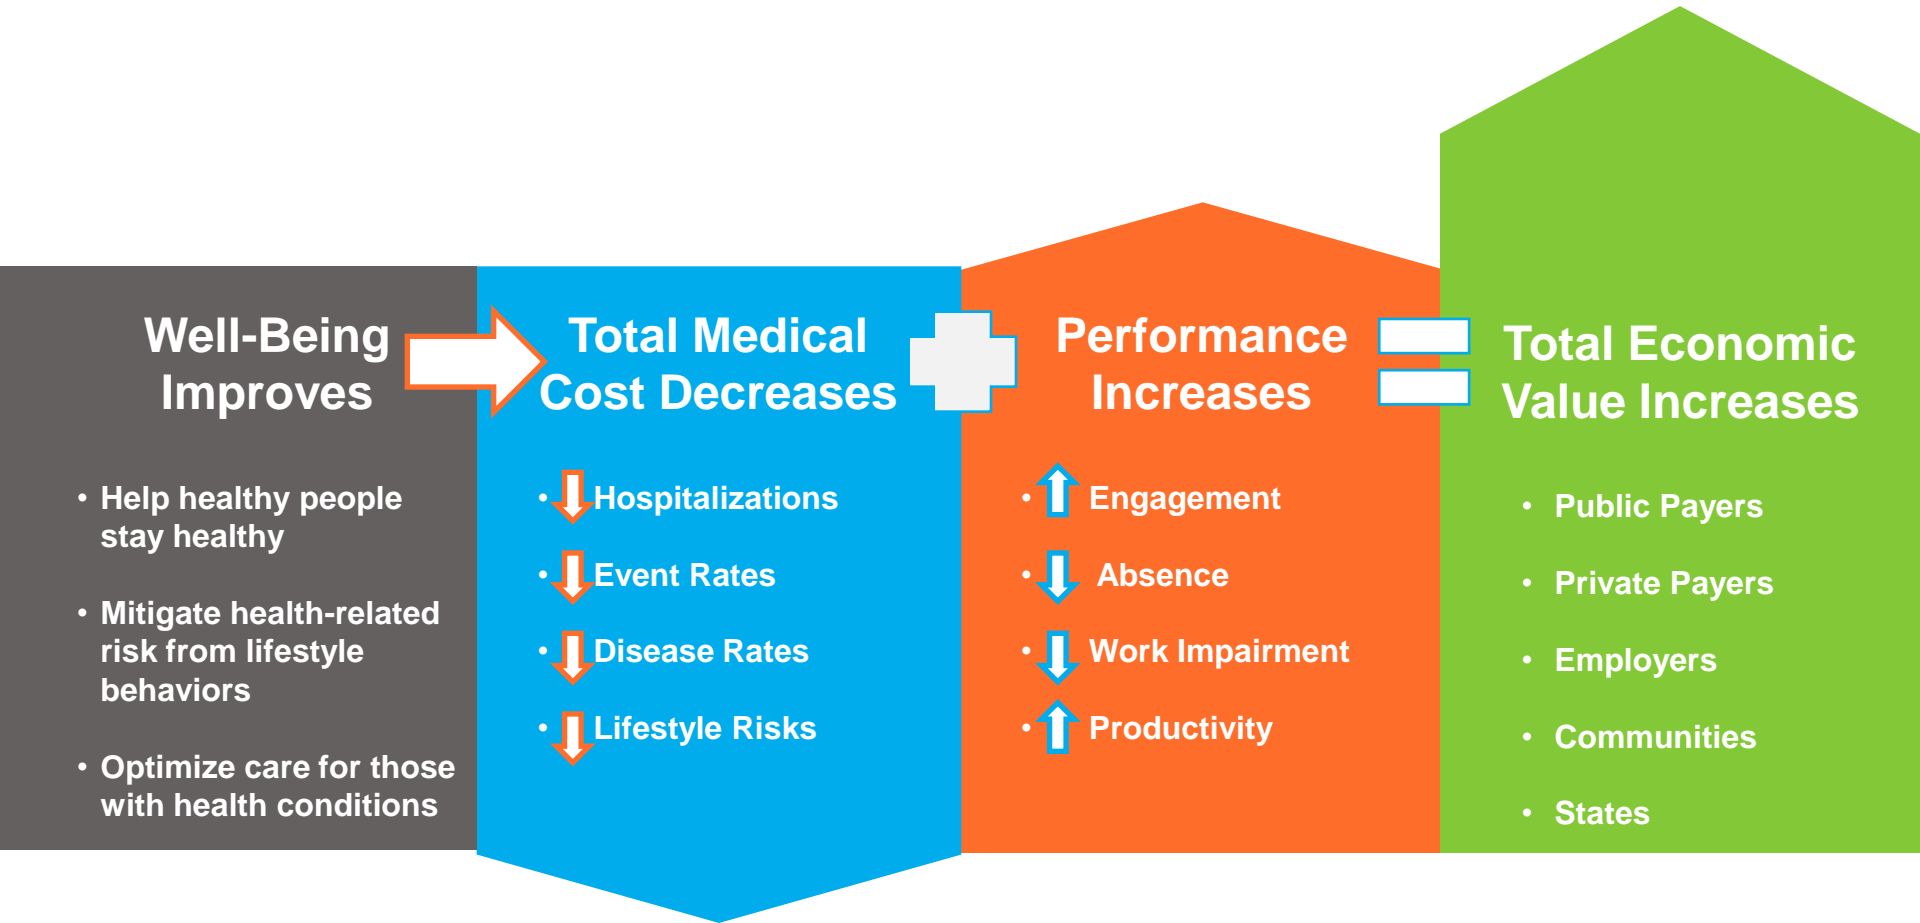 Well-Being
Improves
• Help healthy people
stay healthy
• Mitigate health-related
risk from lifestyle
behaviors
• Optimize care for those
with health conditions
Total Medical
Cost Decreases
• Hospitalizations
• Event Rates
• Disease Rates
• Lifestyle Risks
Performance
Increases
• Engagement
• Absence
• Work Impairment
• Productivity
Total Economic
Value Increases
• Public Payers
• Private Payers
• Employers
• Communities
• States